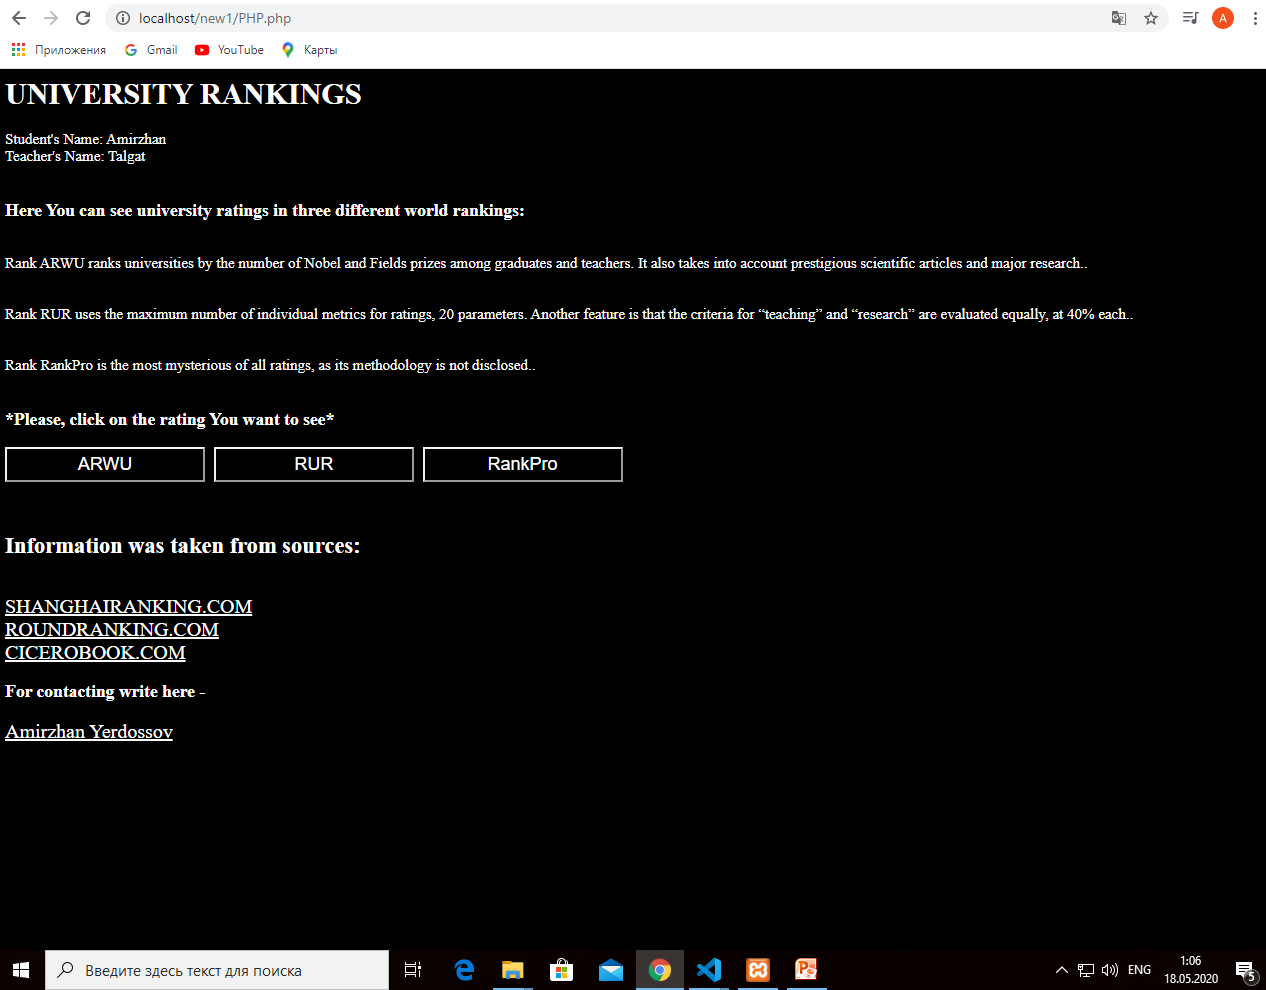 localhost/new1/PHP.php
A
Приложения
Gmail
YouTube
Карты
UNIVERSITY RANKINGS
Student's Name: Amirzhan
Teacher's Name: Talgat
Here You can see university ratings in three different world rankings:
Rank ARWU ranks universities by the number of Nobel and Fields prizes among graduates and teachers. It also takes into account prestigious scientific articles and major research..
Rank RUR uses the maximum number of individual metrics for ratings, 20 parameters. Another feature is that the criteria for “teaching” and “research” are evaluated equally, at 40% each..
Rank RankPro is the most mysterious of all ratings, as its methodology is not disclosed..
*Please, click on the rating You want to see*
ARWU
RUR
RankPro
Information was taken from sources:
SHANGHAIRANKING.COM
ROUNDRANKING.COM
CICEROBOOK.COM
For contacting write here -
Amirzhan Yerdossov
Введите здесь текст для поиска
ENG
1:06
18.05.2020
5